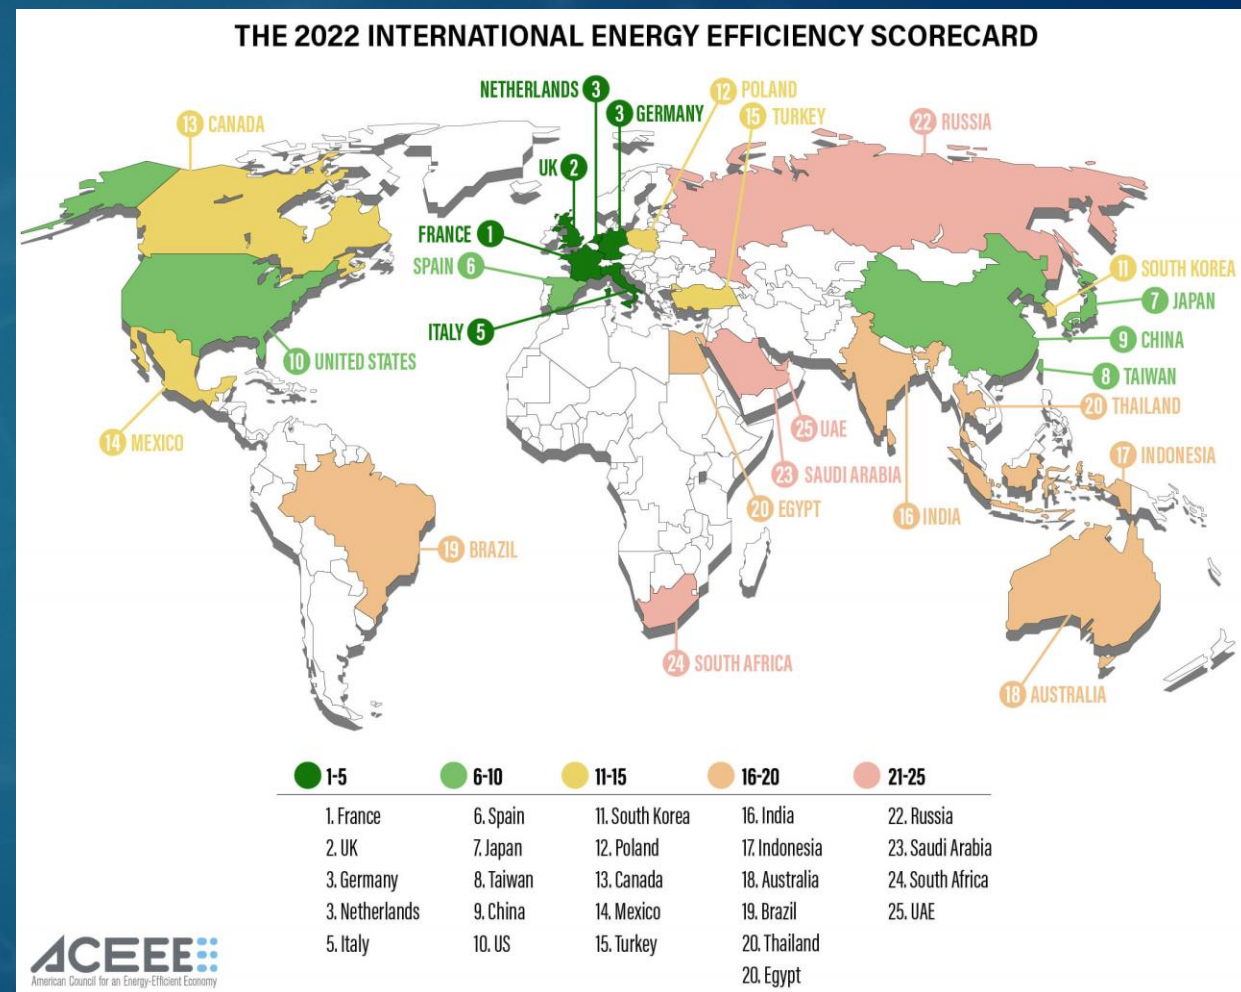 THE 2022 INTERNATIONAL ENERGY EFFICIENCY SCORECARD
NETHERLANDS 3
12 POLAND
3 GERMANY
15 TURKEY
13 CANADA
22 RUSSIA
UK 2
FRANCE 1
SPAIN 6
11 SOUTH KOREA
7 JAPAN
ITALY 5
9 CHINA
10 UNITED STATES
8 TAIWAN
20 THAILAND
25 UAE
14 MEXICO
17 INDONESIA
23 SAUDI ARABIA
20 EGYPT
16 INDIA
19 BRAZIL
24 SOUTH AFRICA
18 AUSTRALIA
1-5
1. France
2. UK
3. Germany
3. Netherlands
5. Italy
6-10
6. Spain
7. Japan
8. Taiwan
9. China
10. US
11-15
11. South Korea
12. Poland
13. Canada
14. Mexico
15. Turkey
16-20
16. India
17. Indonesia
18. Australia
19. Brazil
20. Thailand
20. Egypt
21-25
22. Russia
23. Saudi Arabia
24. South Africa
25. UAE
ACEEE
American Council for an Energy-Efficient Economy